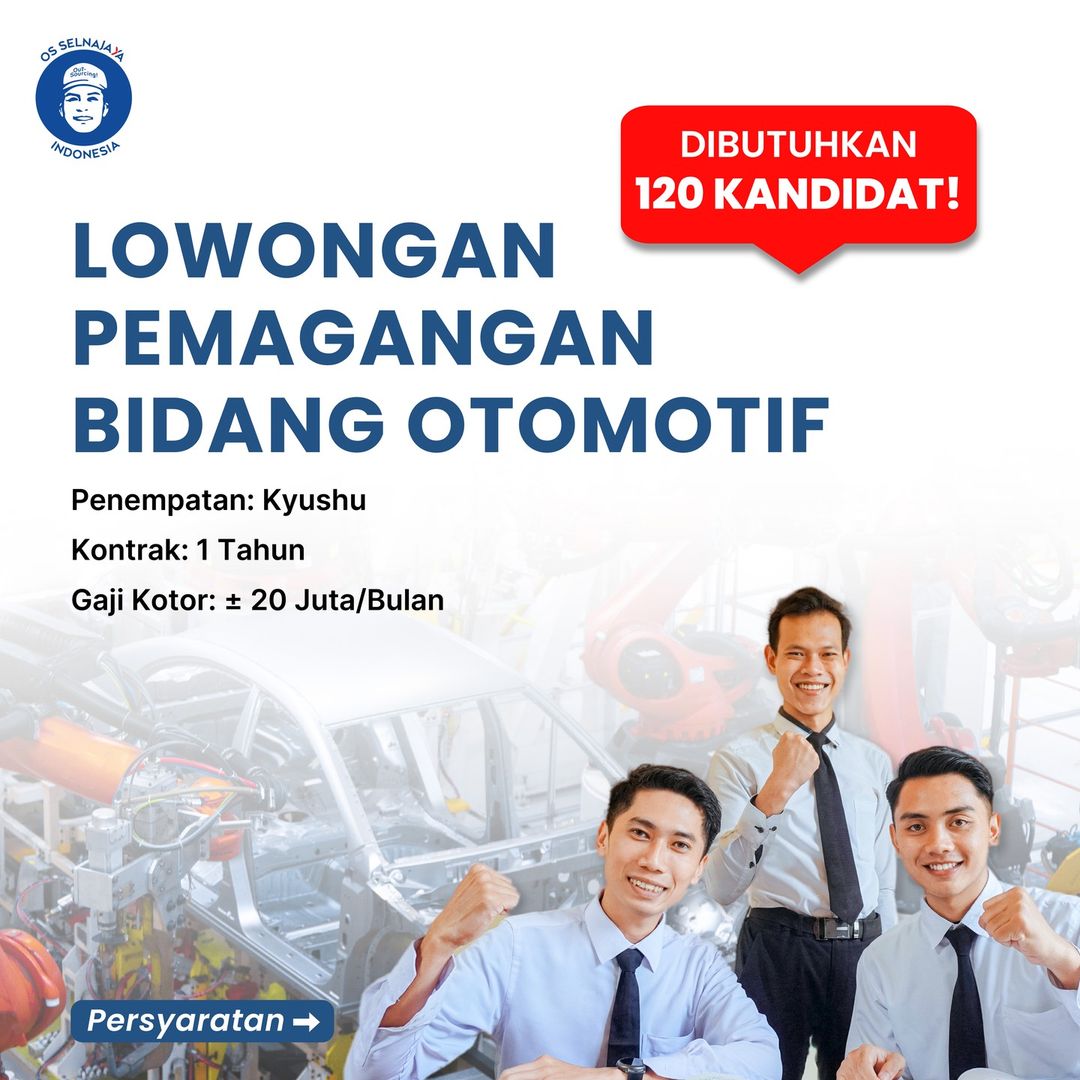 OS SELNAJAYA
Out-
Sourcing!
INDONESIA
DIBUTUHKAN
120 KANDIDAT!
LOWONGAN
PEMAGANGAN
BIDANG OTOMOTIF
Penempatan: Kyushu
Kontrak: 1 Tahun
Gaji Kotor: ± 20 Juta/Bulan
Persyaratan